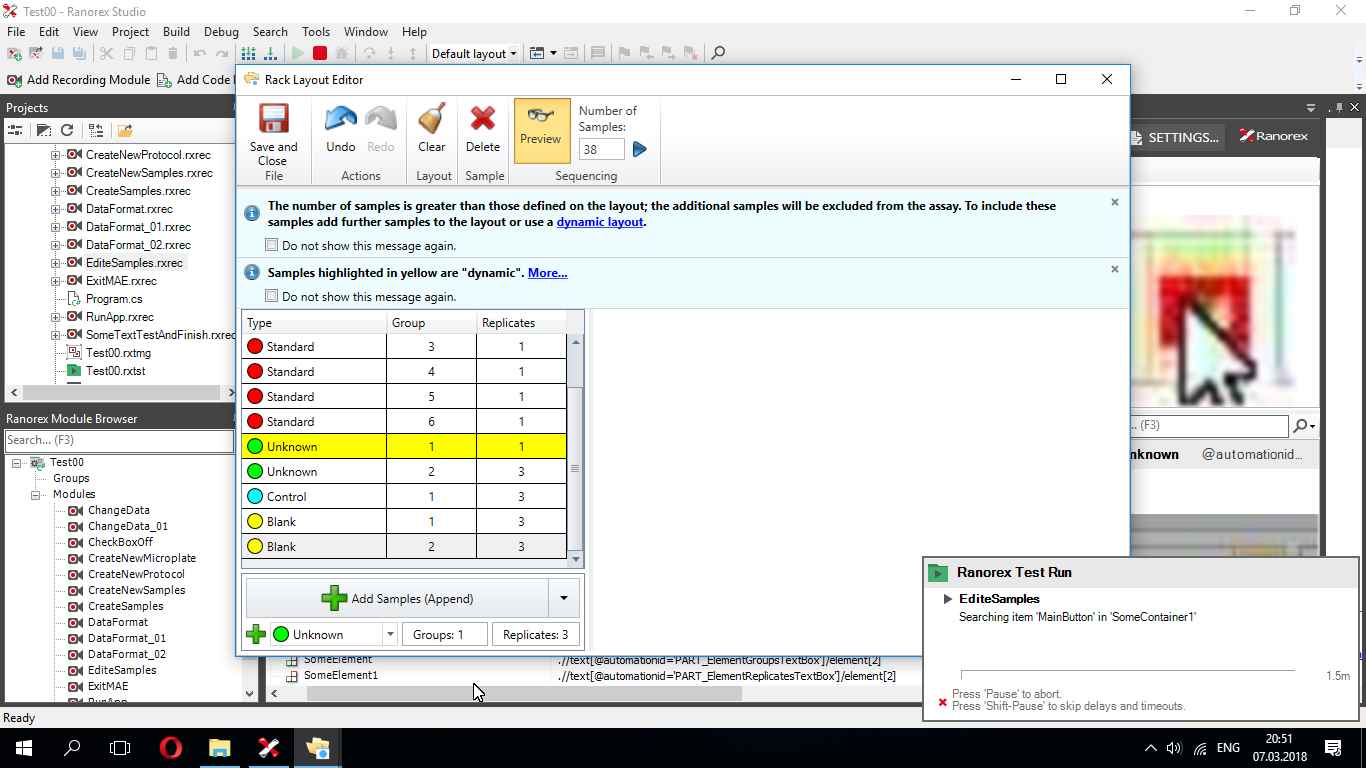 Test00 - Ranorex Studio
File Edit View Project Build Debug Search Tools Window Help
Default layout
Add Recording Module Add Code
Projects
CreateNewProtocol.rxrec
CreateNewSamples.rxrec
CreateSamples.rxrec
DataFormat.rxrec
DataFormat_01.rxrec
DataFormat_02.rxrec
EditeSamples.rxrec
ExitMAE.rxrec
Program.cs
RunApp.rxrec
SomeTextTestAndFinish.rxrec
Test00.rxtmg
Test00.rxtst
Ranorex Module Browser
Search... (F3)
Test00
Groups
Modules
ChangeData
ChangeData_01
CheckBoxOff
CreateNewMicroplate
CreateNewProtocol
CreateNewSamples
CreateSamples
DataFormat
DataFormat_01
DataFormat_02
EditeSamples
ExitMAE
RunApp
Ready
Rack Layout Editor
Save and Close
File
Undo Redo
Actions
Clear
Layout
Delete
Sample
Preview
Number of Samples:
38
Sequencing
The number of samples is greater than those defined on the layout; the additional samples will be excluded from the assay. To include these
samples add further samples to the layout or use a dynamic layout.
Do not show this message again.
Samples highlighted in yellow are "dynamic". More...
Do not show this message again.
Type Group Replicates
Standard 3 1
Standard 4 1
Standard 5 1
Standard 6 1
Unknown 1 1
Unknown 2 3
Control 1 3
Blank 1 3
Blank 2 3
Add Samples (Append)
Unknown Groups: 1 Replicates: 3
SomeElement .//text[@automationid='PART_ElementGroupsTextBox']/element[2]
SomeElement1 .//text[@automationid='PART_ElementReplicatesTextBox']/element[2]
SETTINGS... Ranorex
.. (F3)
nknown @automationid...
Ranorex Test Run
EditeSamples
Searching item 'MainButton' in 'SomeContainer1'
1.5m
Press 'Pause' to abort.
Press 'Shift-Pause' to skip delays and timeouts.
ENG
20:51
07.03.2018